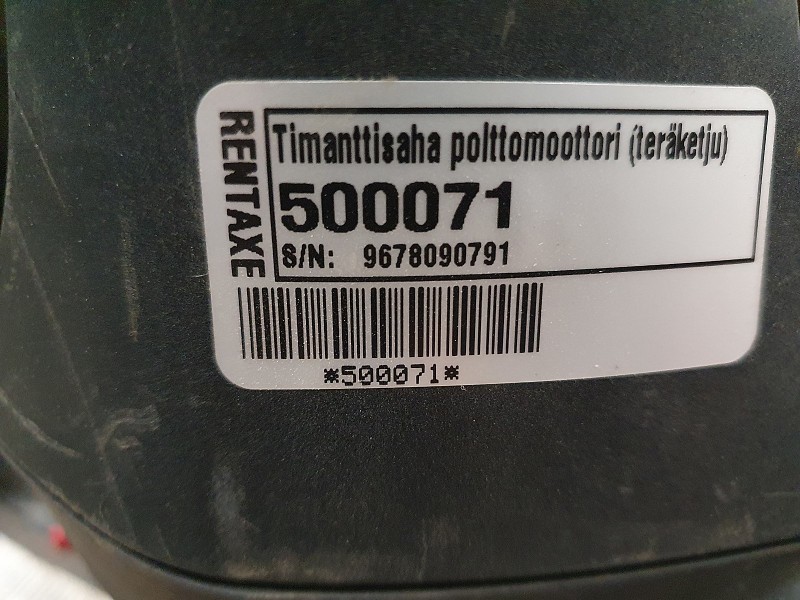 RENTAXE
Timanttisaha polttomoottori (teräketju)
500071
S/N: 9678090791
*500071*